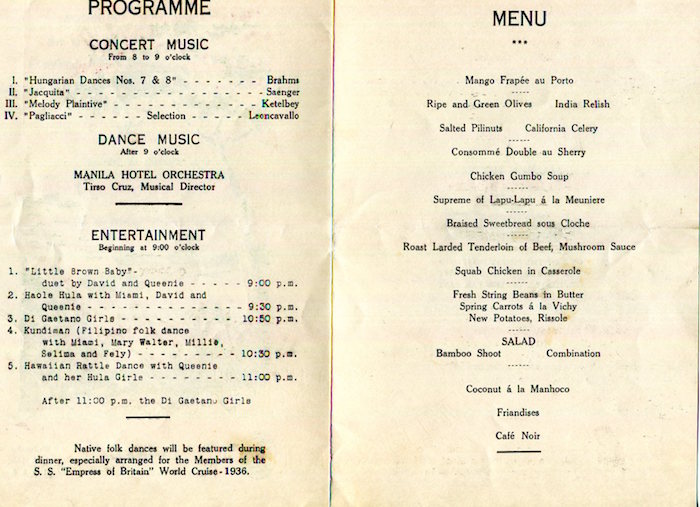 PROGRAMME
CONCERT MUSIC
From 8 to 9 o'clock
I. "Hungarian Dances Nos. 7 & 8" - - - - - - - Brahms
II. "Jacquita" - - - - - - - - - - - - - - - - - - - Saenger
III. "Melody Plaintive" - - - - - - - - - - - - - Ketelbey
IV. "Pagliacci" - - - - - Selection - - - - Leoncavallo
DANCE MUSIC
After 9 o'clock
MANILA HOTEL ORCHESTRA
Tirso Cruz, Musical Director
ENTERTAINMENT
Beginning at 9:00 o'clock
1. "Little Brown Baby"-
duet by David and Queenie - - - - - 9:00 p.m.
2. Haole Hula with Miami, David and
Queenie - - - - - - - - - - - - - 9:30 p.m.
3. Di Gaetano Girls - - - - - - - - - - 10:50 p.m.
4. Kundiman (Filipino folk dance
with Miami, Mary Walter, Millie,
Selima and Fely) - - - - - - - - - 10:30 p.m.
5. Hawaiian Rattle Dance with Queenie
and her Hula Girls - - - - - - - - 11:00 p.m.
After 11:00 p.m. the Di Gaetano Girls
Native folk dances will be featured during
dinner, especially arranged for the Members of the
S. S. "Empress of Britain" World Cruise - 1936.
MENU
***
Mango Frapée au Porto
Ripe and Green Olives India Relish
Salted Pilinuts California Celery
Consommé Double au Sherry
Chicken Gumbo Soup
Supreme of Lapu-Lapu á la Meuniere
Braised Sweetbread sous Cloche
Roast Larded Tenderloin of Beef, Mushroom Sauce
Squab Chicken in Casserole
Fresh String Beans in Butter
Spring Carrots á la Vichy
New Potatoes, Rissole
SALAD
Bamboo Shoot Combination
Coconut á la Manhoco
Friandises
Café Noir